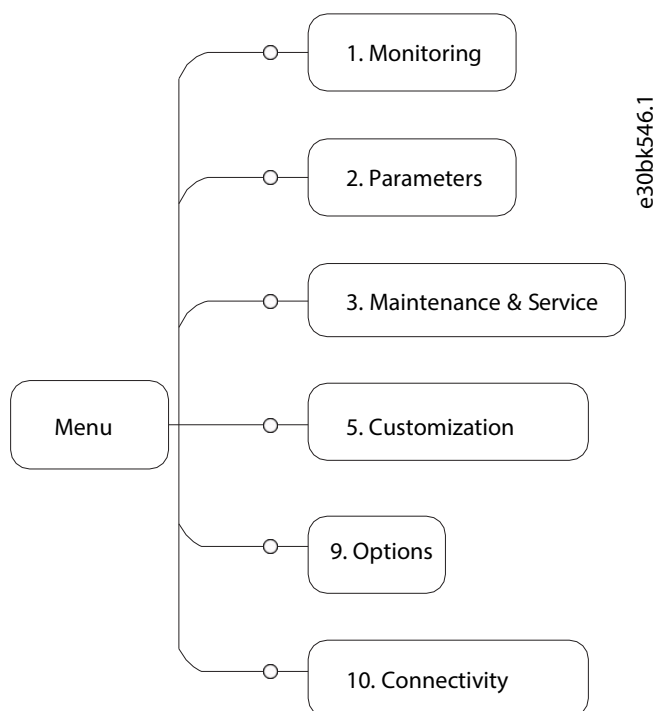 1. Monitoring
2. Parameters
3. Maintenance & Service
Menu
5. Customization
9. Options
10. Connectivity
e30bk546.1